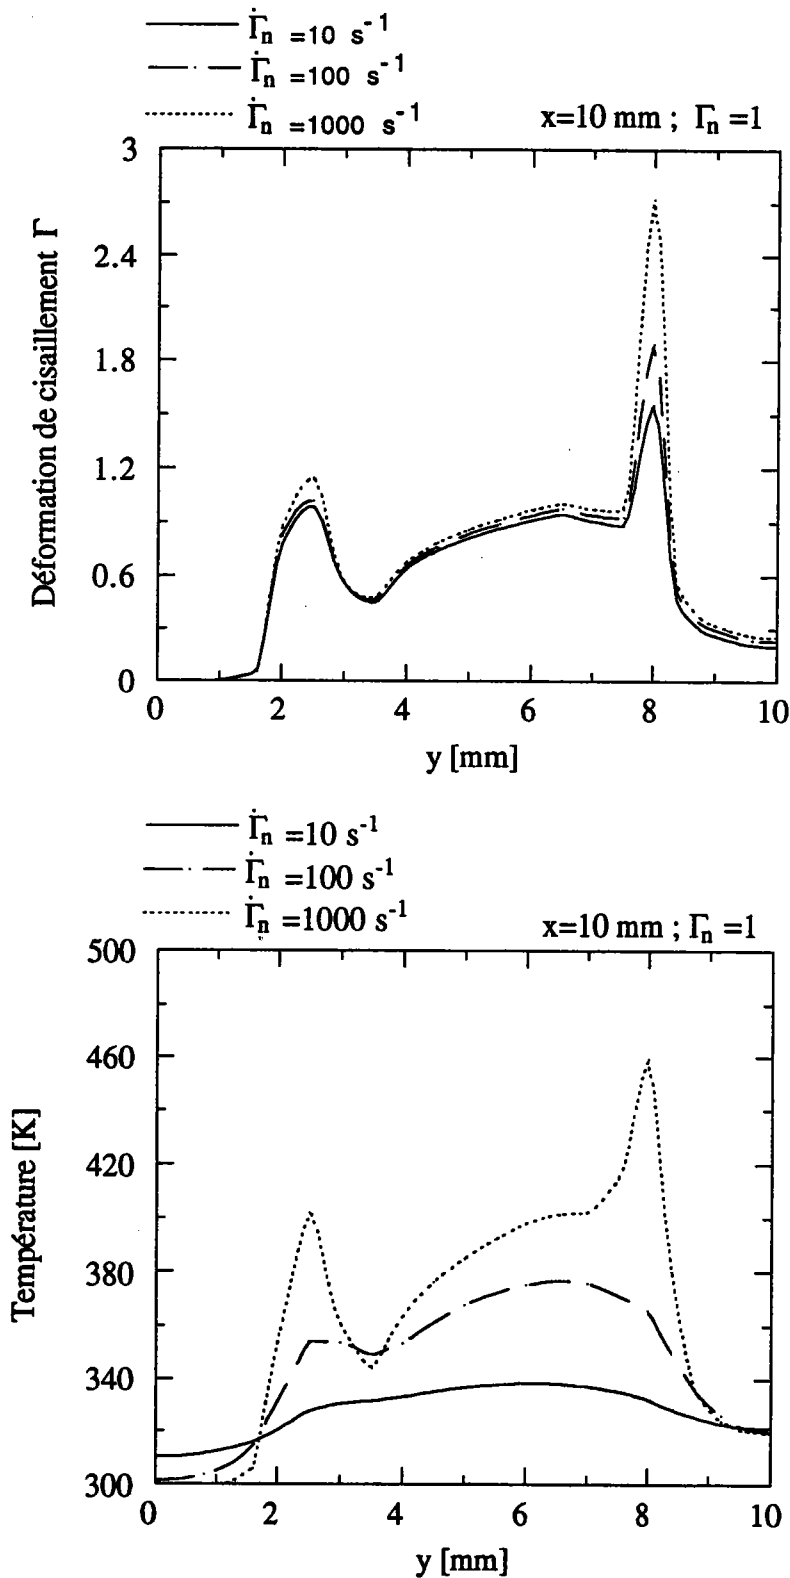 Γ̇n =10 s-1
Γ̇n =100 s-1
Γ̇n =1000 s-1
x=10 mm ; Γn =1
3
2.4
1.8
1.2
0.6
0
Déformation de cisaillement Γ
0 2 4 6 8 10
y [mm]
Γ̇n =10 s-1
Γ̇n =100 s-1
Γ̇n =1000 s-1
x=10 mm ; Γn =1
500
460
420
380
340
300
Température [K]
0 2 4 6 8 10
y [mm]